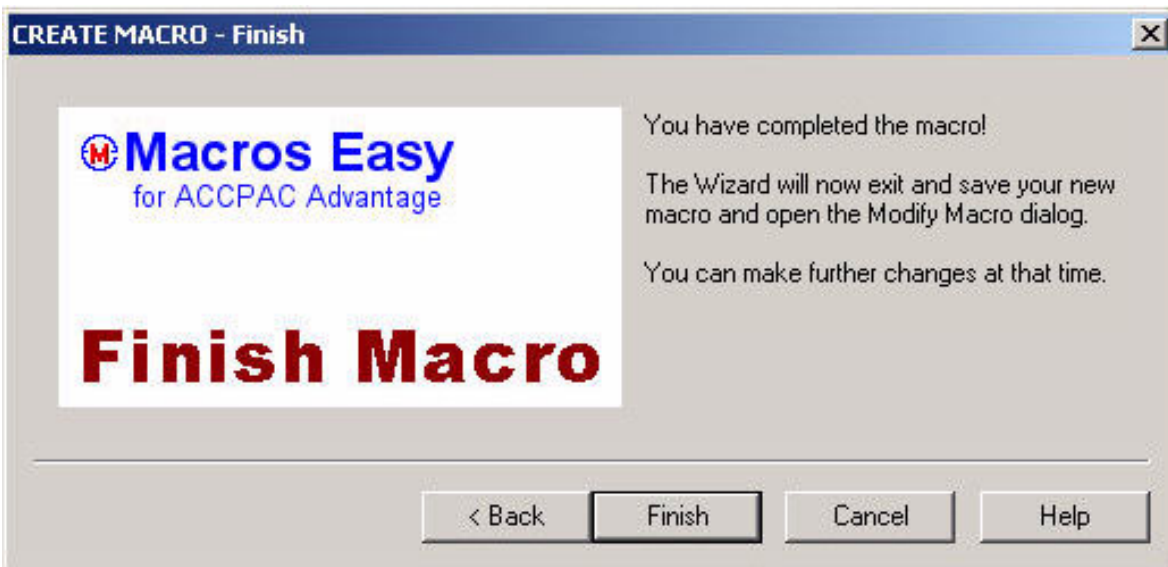 CREATE MACRO - Finish
M Macros Easy
for ACCPAC Advantage
Finish Macro
You have completed the macro!
The Wizard will now exit and save your new
macro and open the Modify Macro dialog.
You can make further changes at that time.
< Back
Finish
Cancel
Help